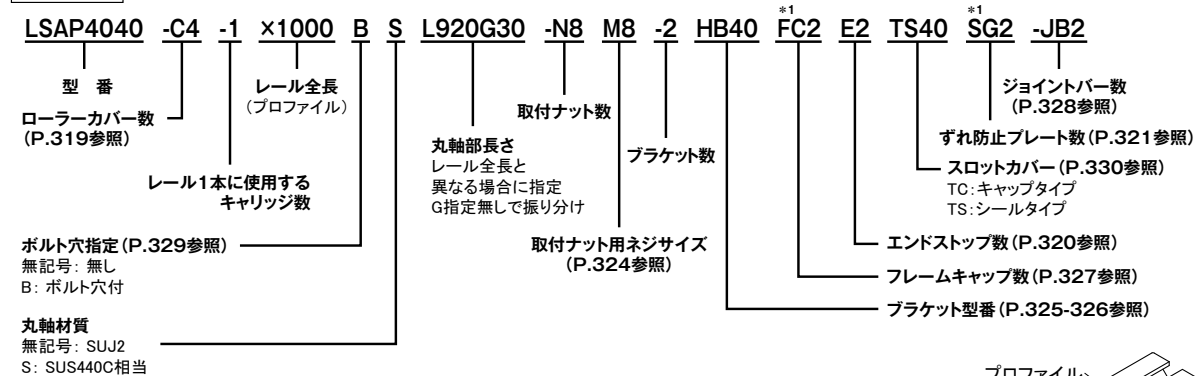 *1
*1
LSAP4040 -C4 -1 ×1000 B S L920G30 -N8 M8 -2 HB40 FC2 E2 TS40 SG2 -JB2
型 番
ローラーカバー数
(P.319参照)
レール全長
(プロファイル)
レール1本に使用する
キャリッジ数
ボルト穴指定(P.329参照)
無記号: 無し
B: ボルト穴付
丸軸材質
無記号: SUJ2
S: SUS440C相当
丸軸部長さ
レール全長と
異なる場合に指定
G指定無しで振り分け
取付ナット数
取付ナット用ネジサイズ
(P.324参照)
ブラケット数
ジョイントバー数
(P.328参照)
ずれ防止プレート数(P.321参照)
スロットカバー(P.330参照)
TC:キャップタイプ
TS:シールタイプ
エンドストップ数(P.320参照)
フレームキャップ数(P.327参照)
ブラケット型番(P.325-326参照)
プロファイル